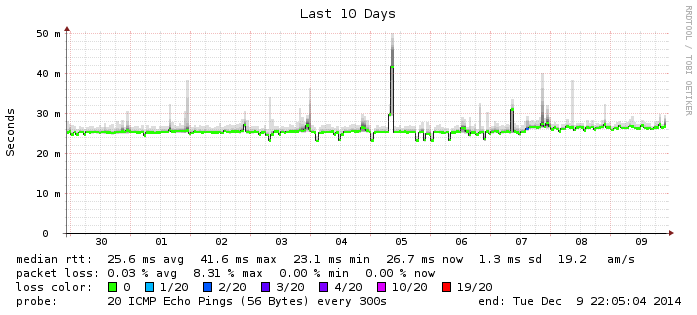 Last 10 Days
RRDTOOL / TOBI OETIKER
Seconds
50 m
40 m
30 m
20 m
10 m
0
30 01 02 03 04 05 06 07 08 09
median rtt: 25.6 ms avg 41.6 ms max 23.1 ms min 26.7 ms now 1.3 ms sd 19.2 am/s
packet loss: 0.03 % avg 8.31 % max 0.00 % min 0.00 % now
loss color: 0 1/20 2/20 3/20 4/20 10/20 19/20
probe: 20 ICMP Echo Pings (56 Bytes) every 300s end: Tue Dec 9 22:05:04 2014